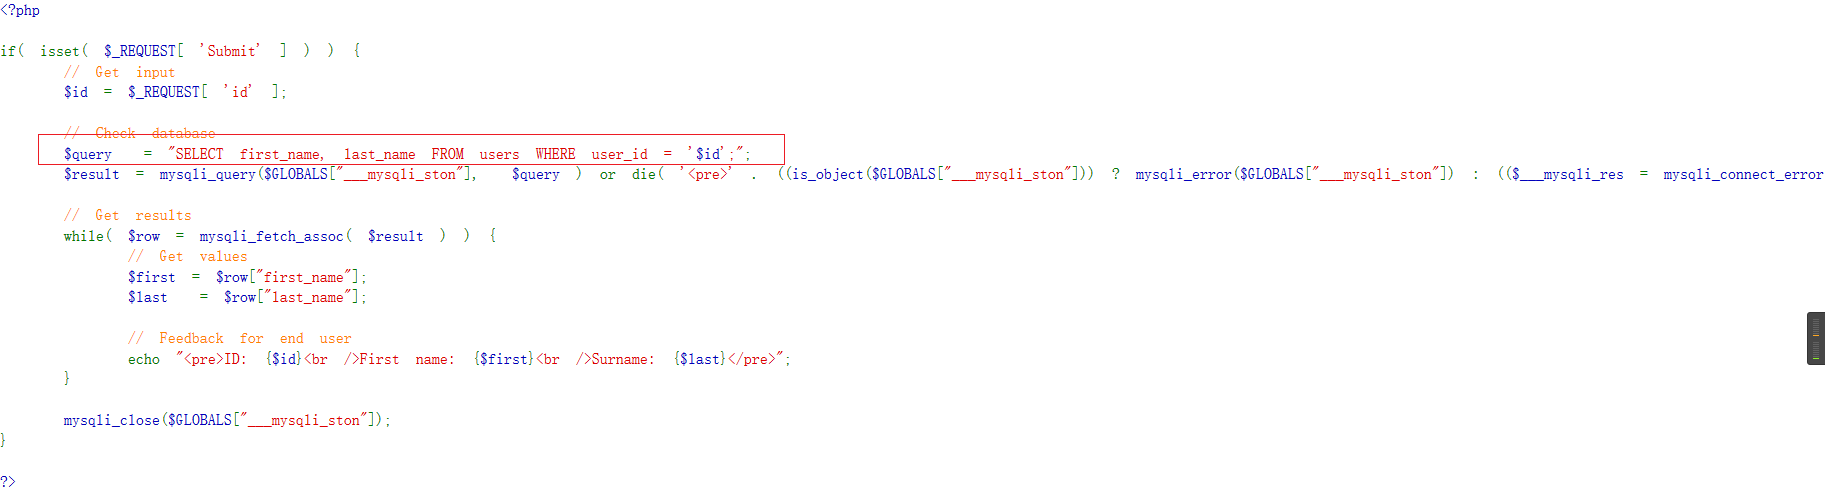 <?php
if( isset( $_REQUEST[ 'Submit' ] ) ) {
// Get input
$id = $_REQUEST[ 'id' ];
// Check database
$query = "SELECT first_name, last_name FROM users WHERE user_id = '$id';";
$result = mysqli_query($GLOBALS["___mysqli_ston"], $query ) or die( '<pre>' . ((is_object($GLOBALS["___mysqli_ston"])) ? mysqli_error($GLOBALS["___mysqli_ston"]) : (($___mysqli_res = mysqli_connect_error
// Get results
while( $row = mysqli_fetch_assoc( $result ) ) {
// Get values
$first = $row["first_name"];
$last = $row["last_name"];
// Feedback for end user
echo "<pre>ID: {$id}<br />First name: {$first}<br />Surname: {$last}</pre>";
}
mysqli_close($GLOBALS["___mysqli_ston"]);
}
?>